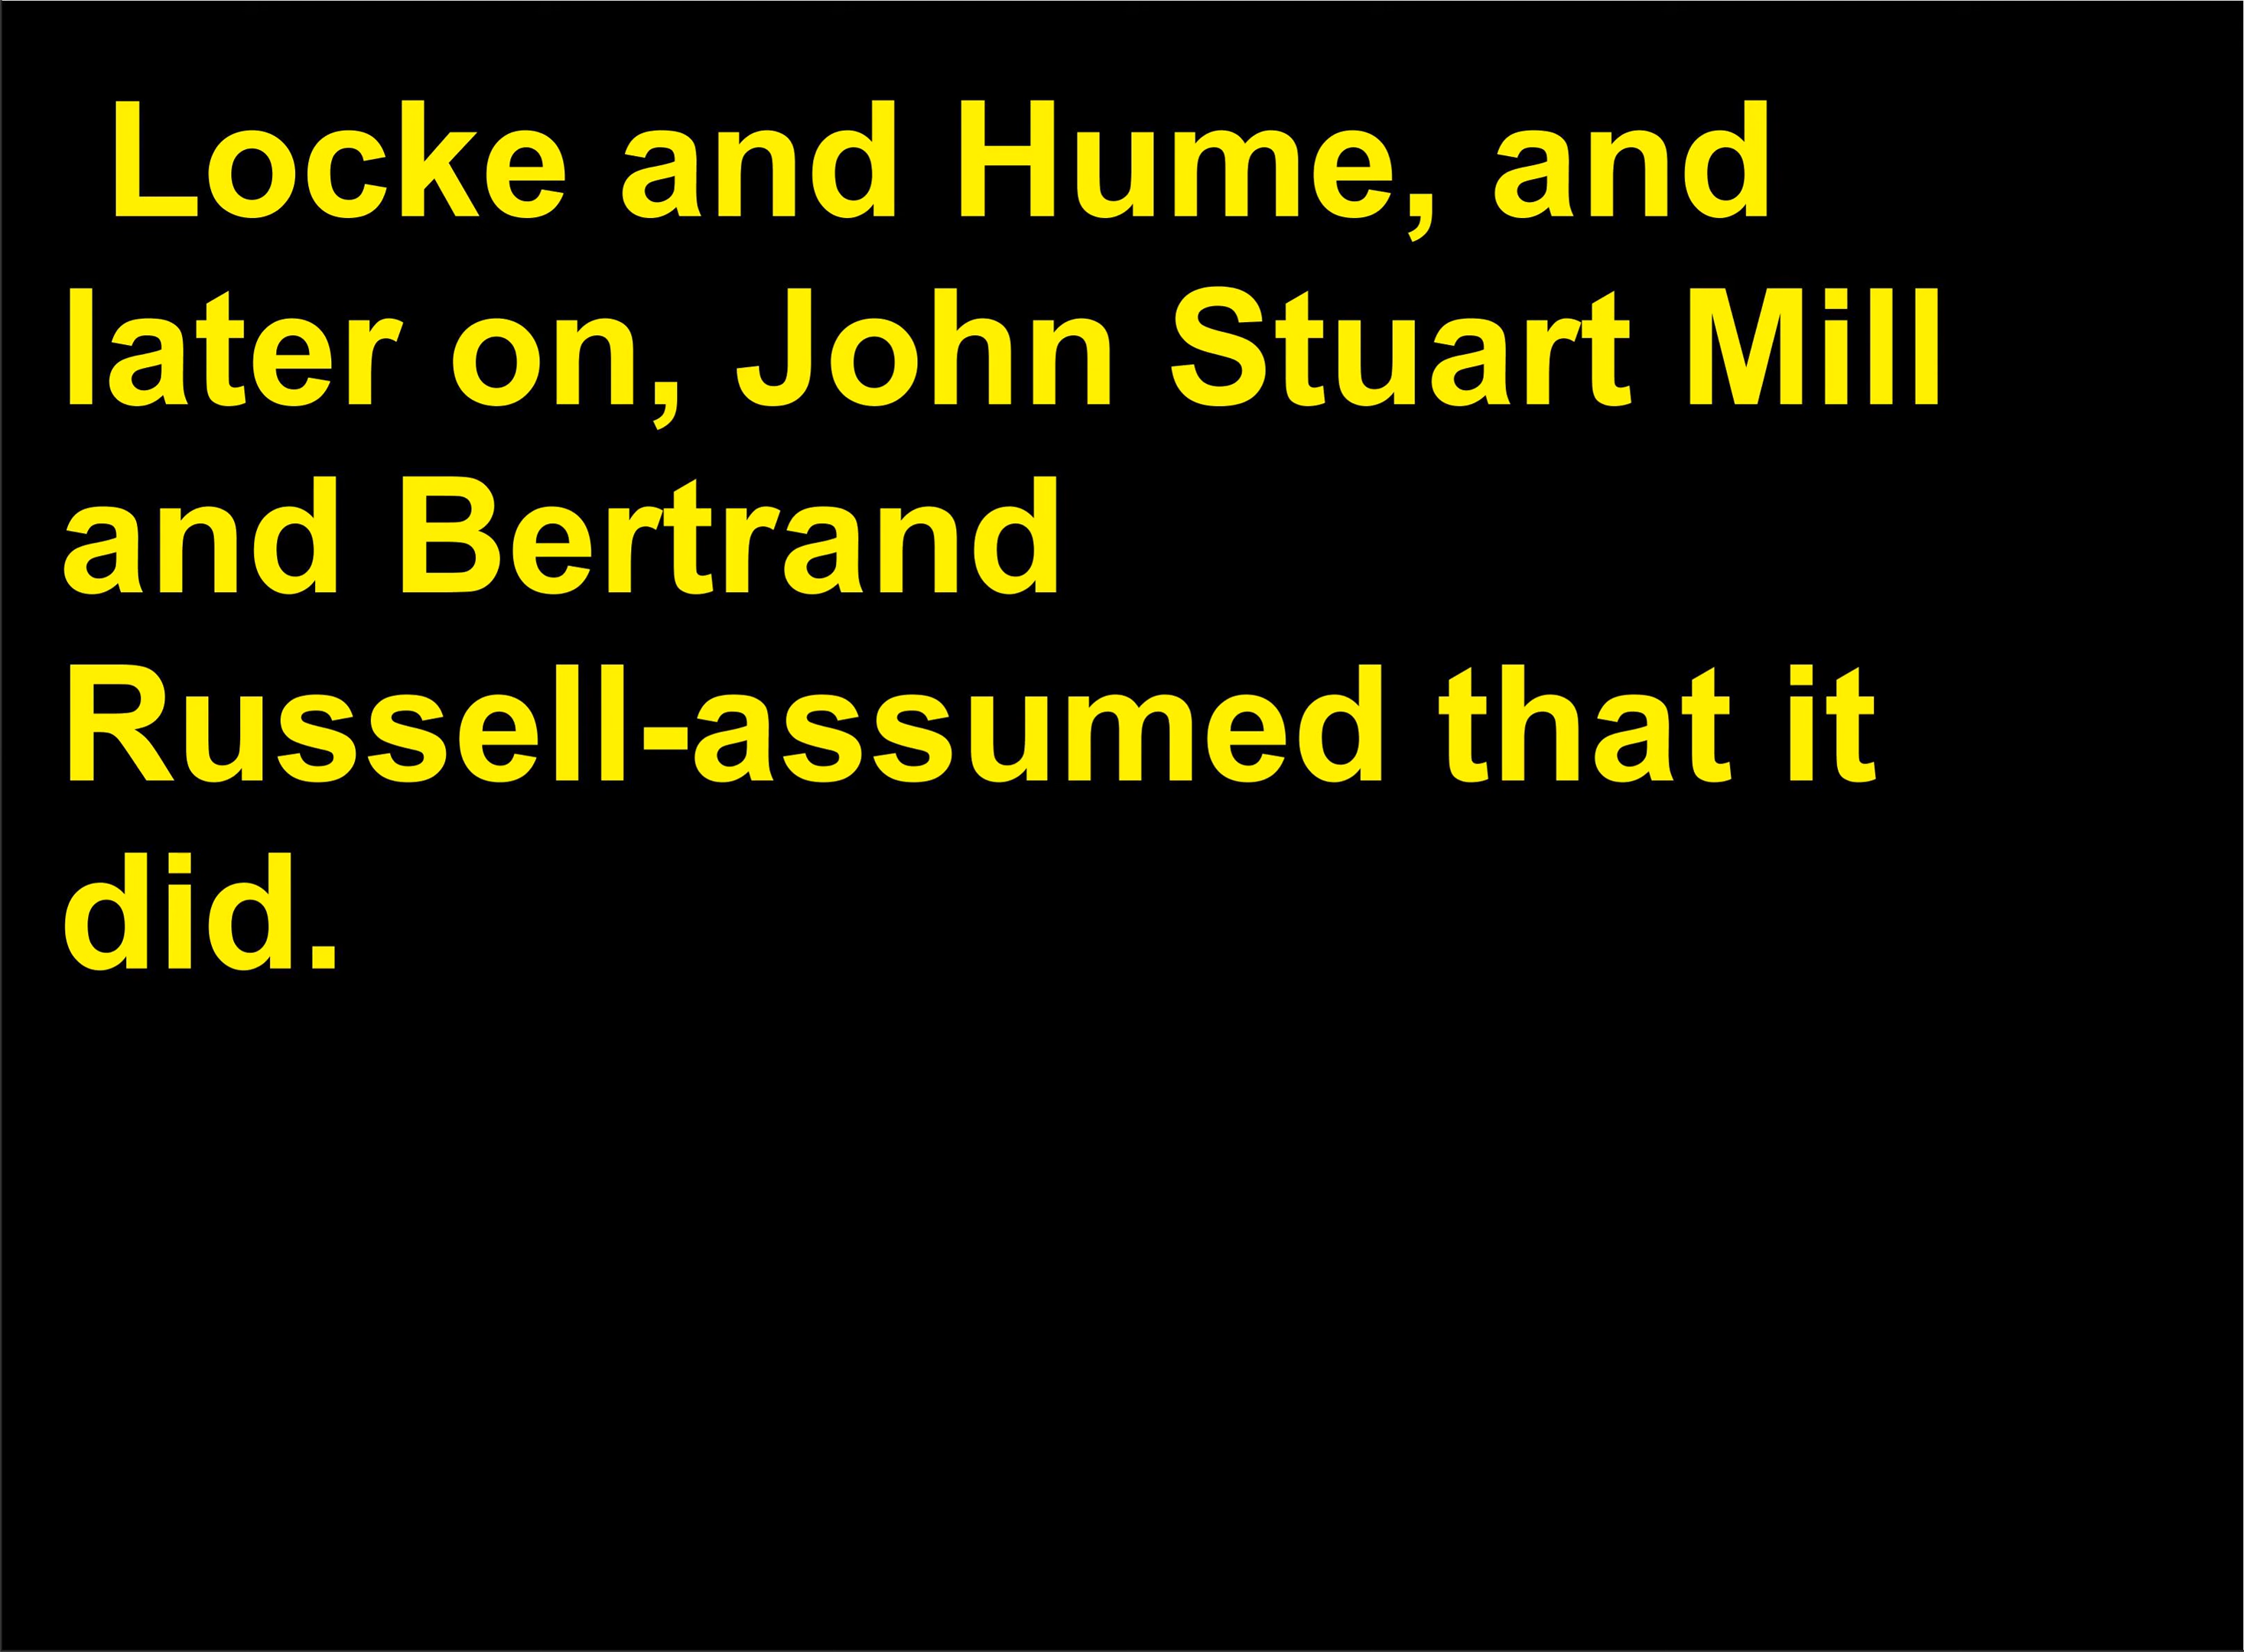 Locke and Hume, and
later on, John Stuart Mill
and Bertrand
Russell-assumed that it
did.